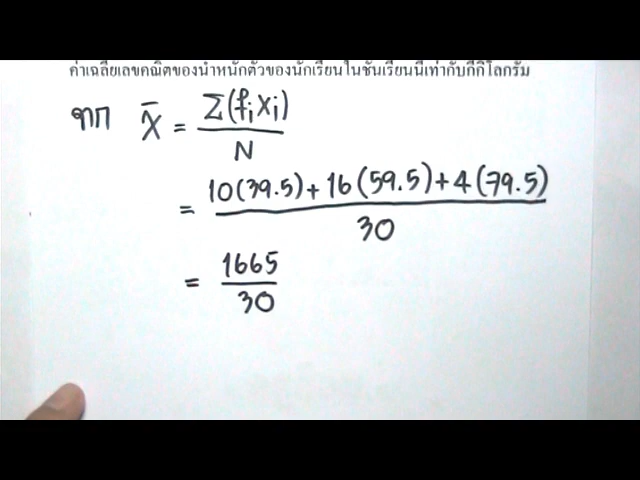 ค่าเฉลี่ยเลขคณิตของน้ำหนักตัวของนักเรียนในชั้นเรียนนี้เท่ากับกี่กิโลกรัม
จาก X̄ = Σ(fᵢxᵢ) / N
= 10(39.5)+16(59.5)+4(79.5) / 30
= 1665 / 30